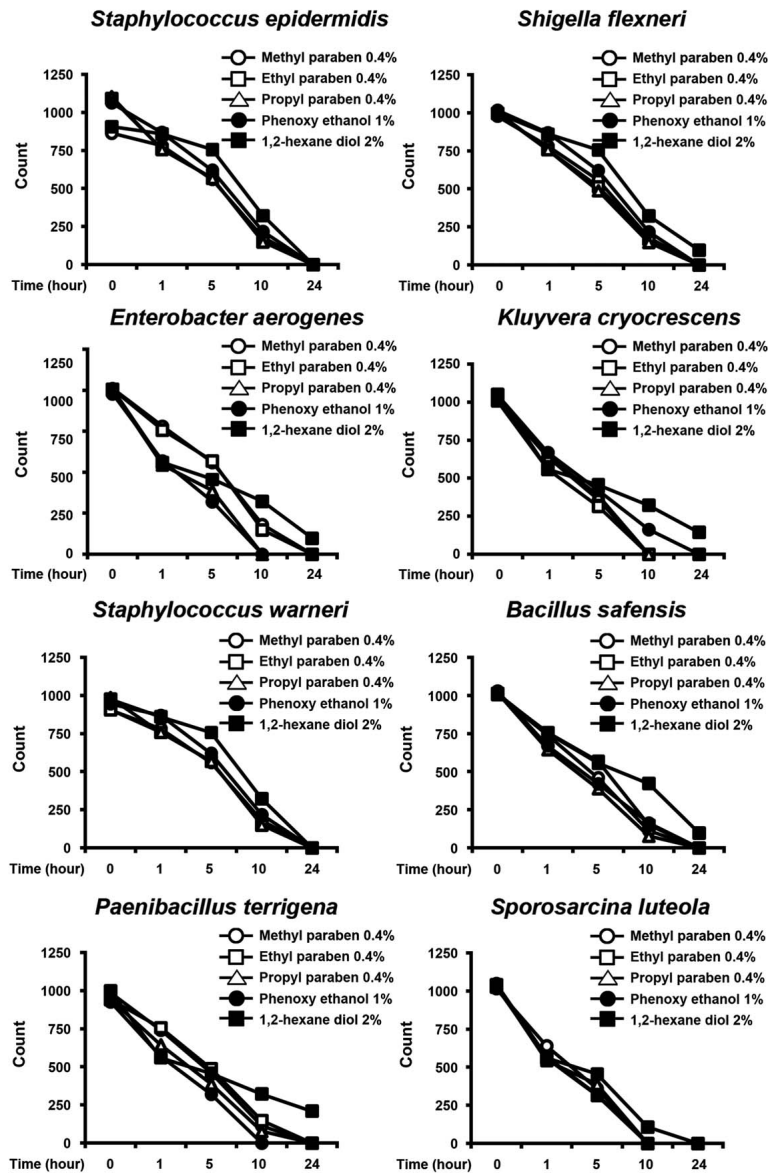 Staphylococcus epidermidis
Methyl paraben 0.4%
Ethyl paraben 0.4%
Propyl paraben 0.4%
Phenoxy ethanol 1%
1,2-hexane diol 2%
Count
1250
1000
750
500
250
0
Time (hour) 0 1 5 10 24
Shigella flexneri
Methyl paraben 0.4%
Ethyl paraben 0.4%
Propyl paraben 0.4%
Phenoxy ethanol 1%
1,2-hexane diol 2%
Count
1250
1000
750
500
250
0
Time (hour) 0 1 5 10 24
Enterobacter aerogenes
Methyl paraben 0.4%
Ethyl paraben 0.4%
Propyl paraben 0.4%
Phenoxy ethanol 1%
1,2-hexane diol 2%
Count
1250
1000
750
500
250
0
Time (hour) 0 1 5 10 24
Kluyvera cryocrescens
Methyl paraben 0.4%
Ethyl paraben 0.4%
Propyl paraben 0.4%
Phenoxy ethanol 1%
1,2-hexane diol 2%
Count
1250
1000
750
500
250
0
Time (hour) 0 1 5 10 24
Staphylococcus warneri
Methyl paraben 0.4%
Ethyl paraben 0.4%
Propyl paraben 0.4%
Phenoxy ethanol 1%
1,2-hexane diol 2%
Count
1250
1000
750
500
250
0
Time (hour) 0 1 5 10 24
Bacillus safensis
Methyl paraben 0.4%
Ethyl paraben 0.4%
Propyl paraben 0.4%
Phenoxy ethanol 1%
1,2-hexane diol 2%
Count
1250
1000
750
500
250
0
Time (hour) 0 1 5 10 24
Paenibacillus terrigena
Methyl paraben 0.4%
Ethyl paraben 0.4%
Propyl paraben 0.4%
Phenoxy ethanol 1%
1,2-hexane diol 2%
Count
1250
1000
750
500
250
0
Time (hour) 0 1 5 10 24
Sporosarcina luteola
Methyl paraben 0.4%
Ethyl paraben 0.4%
Propyl paraben 0.4%
Phenoxy ethanol 1%
1,2-hexane diol 2%
Count
1250
1000
750
500
250
0
Time (hour) 0 1 5 10 24